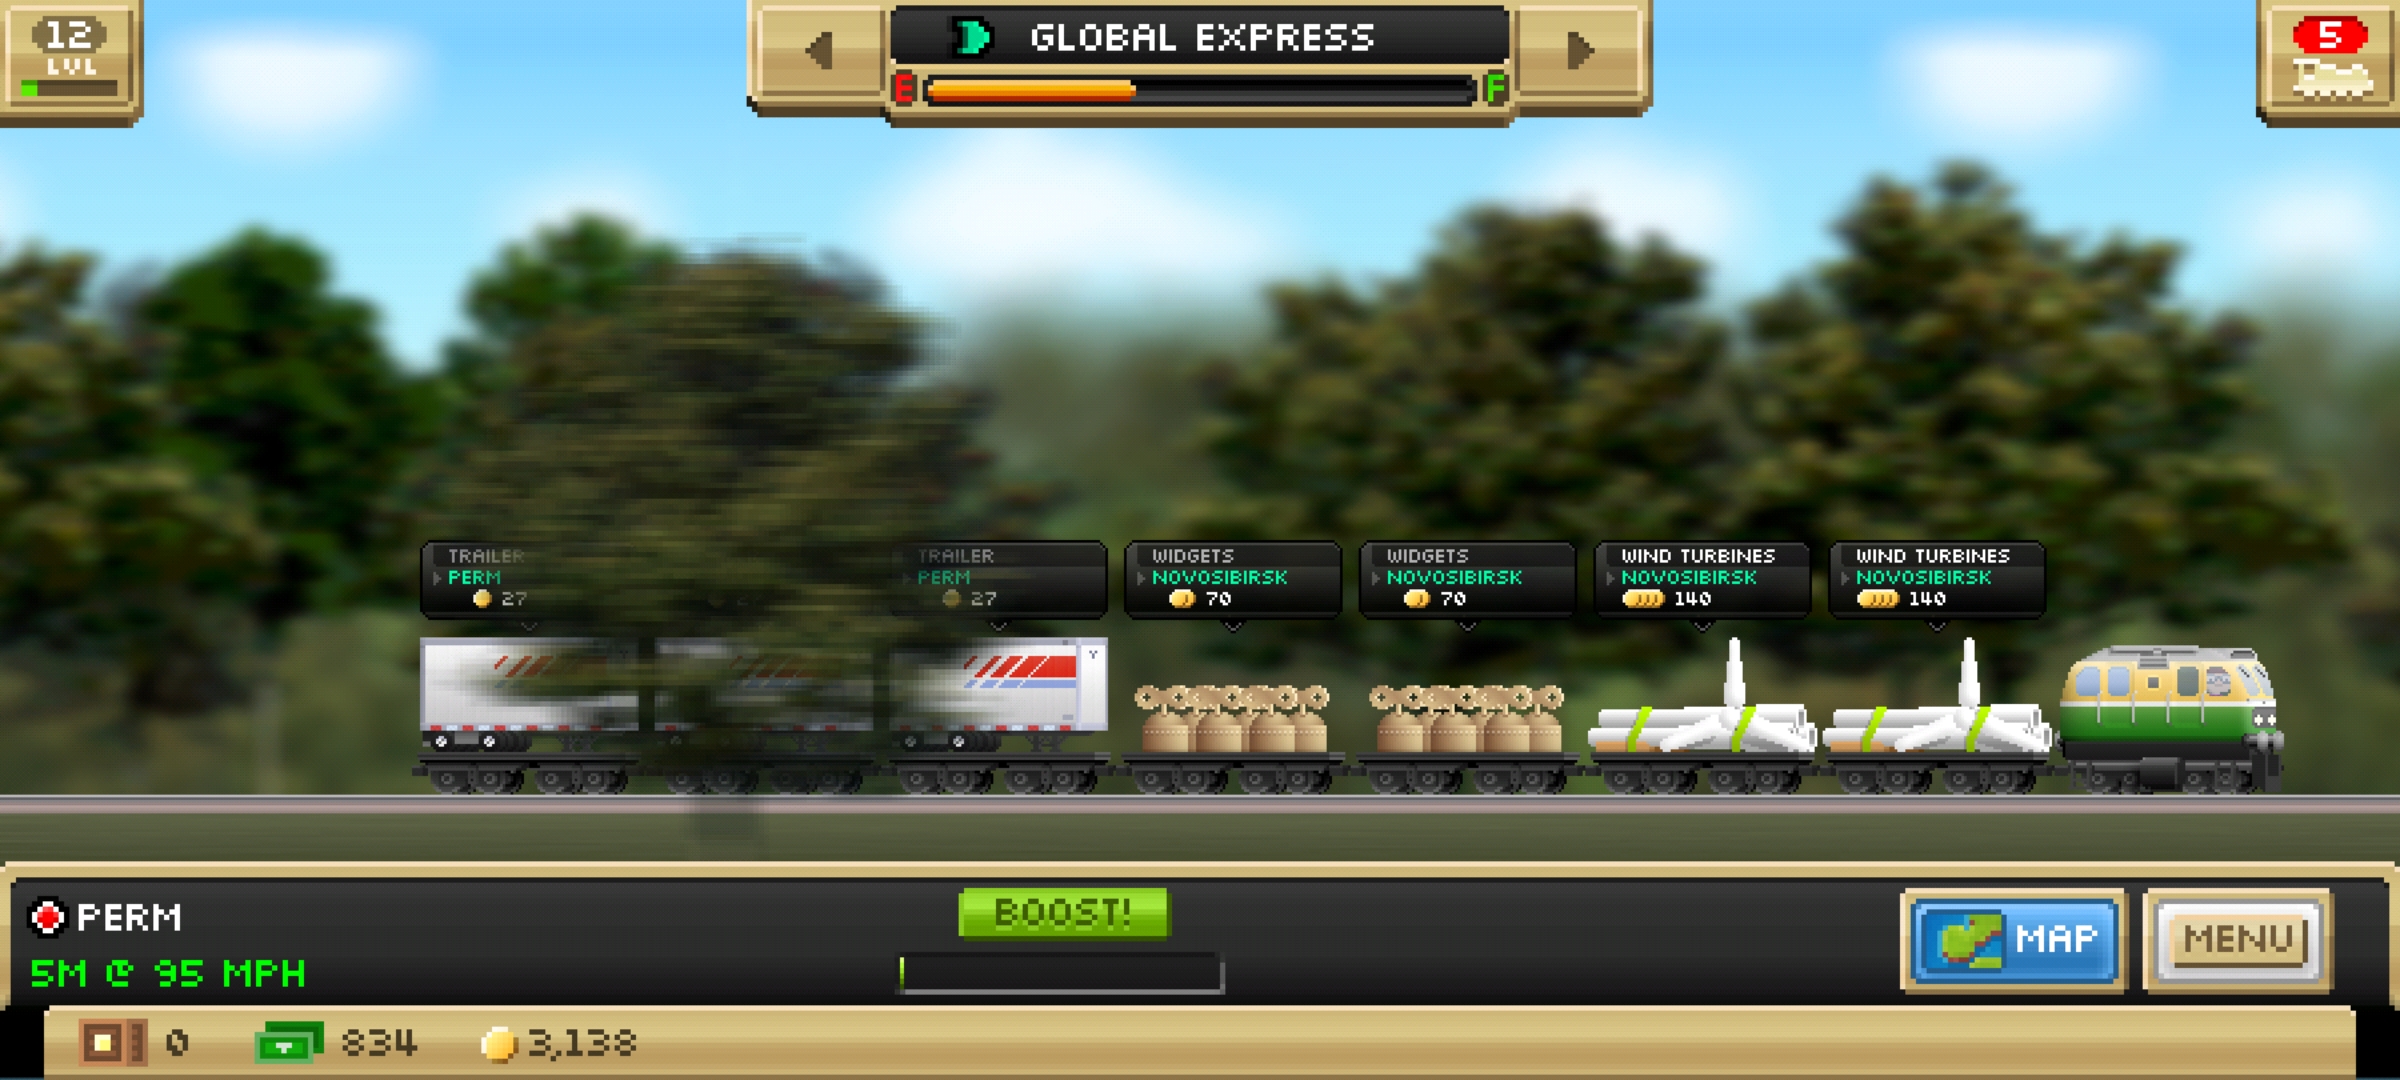 12
LVL
GLOBAL EXPRESS
E
F
5
TRAILER
PERM
27
TRAILER
PERM
27
WIDGETS
NOVOSIBIRSK
70
WIDGETS
NOVOSIBIRSK
70
WIND TURBINES
NOVOSIBIRSK
140
WIND TURBINES
NOVOSIBIRSK
140
PERM
5M @ 95 MPH
BOOST!
MAP
MENU
0
834
3,138